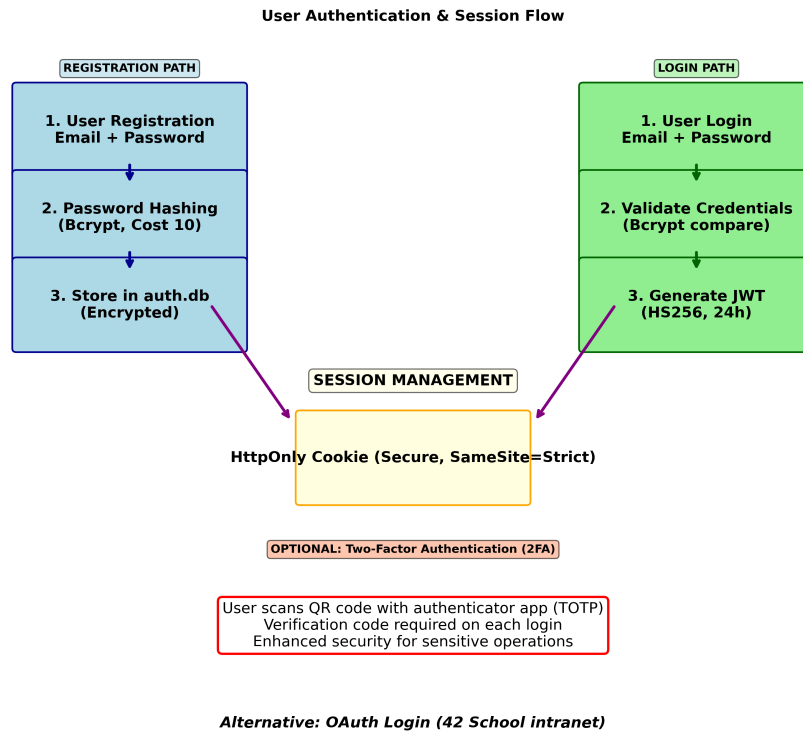 User Authentication & Session Flow
REGISTRATION PATH
1. User Registration
Email + Password
2. Password Hashing
(Bcrypt, Cost 10)
3. Store in auth.db
(Encrypted)
LOGIN PATH
1. User Login
Email + Password
2. Validate Credentials
(Bcrypt compare)
3. Generate JWT
(HS256, 24h)
SESSION MANAGEMENT
HttpOnly Cookie (Secure, SameSite=Strict)
OPTIONAL: Two-Factor Authentication (2FA)
User scans QR code with authenticator app (TOTP)
Verification code required on each login
Enhanced security for sensitive operations
Alternative: OAuth Login (42 School intranet)